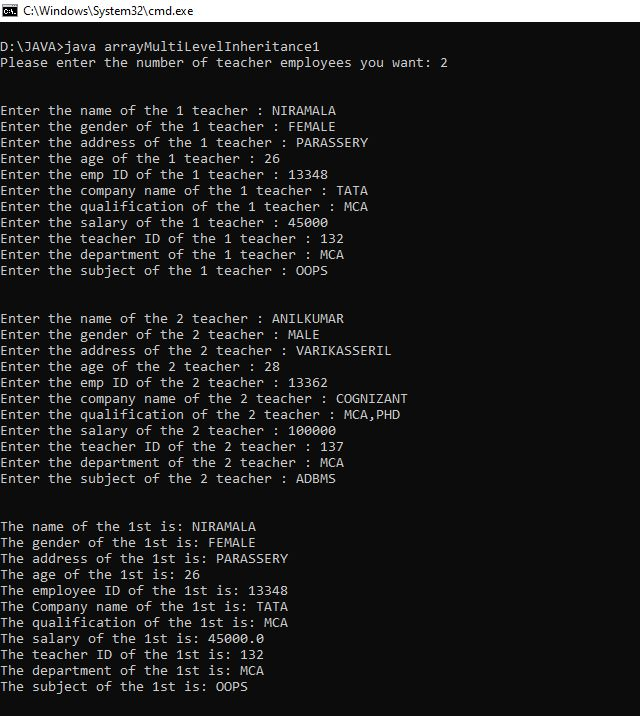 C:\Windows\System32\cmd.exe
D:\JAVA>java arrayMultiLevelInheritance1
Please enter the number of teacher employees you want: 2
Enter the name of the 1 teacher : NIRAMALA
Enter the gender of the 1 teacher : FEMALE
Enter the address of the 1 teacher : PARASSERY
Enter the age of the 1 teacher : 26
Enter the emp ID of the 1 teacher : 13348
Enter the company name of the 1 teacher : TATA
Enter the qualification of the 1 teacher : MCA
Enter the salary of the 1 teacher : 45000
Enter the teacher ID of the 1 teacher : 132
Enter the department of the 1 teacher : MCA
Enter the subject of the 1 teacher : OOPS
Enter the name of the 2 teacher : ANILKUMAR
Enter the gender of the 2 teacher : MALE
Enter the address of the 2 teacher : VARIKASSERIL
Enter the age of the 2 teacher : 28
Enter the emp ID of the 2 teacher : 13362
Enter the company name of the 2 teacher : COGNIZANT
Enter the qualification of the 2 teacher : MCA,PHD
Enter the salary of the 2 teacher : 100000
Enter the teacher ID of the 2 teacher : 137
Enter the department of the 2 teacher : MCA
Enter the subject of the 2 teacher : ADBMS
The name of the 1st is: NIRAMALA
The gender of the 1st is: FEMALE
The address of the 1st is: PARASSERY
The age of the 1st is: 26
The employee ID of the 1st is: 13348
The Company name of the 1st is: TATA
The qualification of the 1st is: MCA
The salary of the 1st is: 45000.0
The teacher ID of the 1st is: 132
The department of the 1st is: MCA
The subject of the 1st is: OOPS